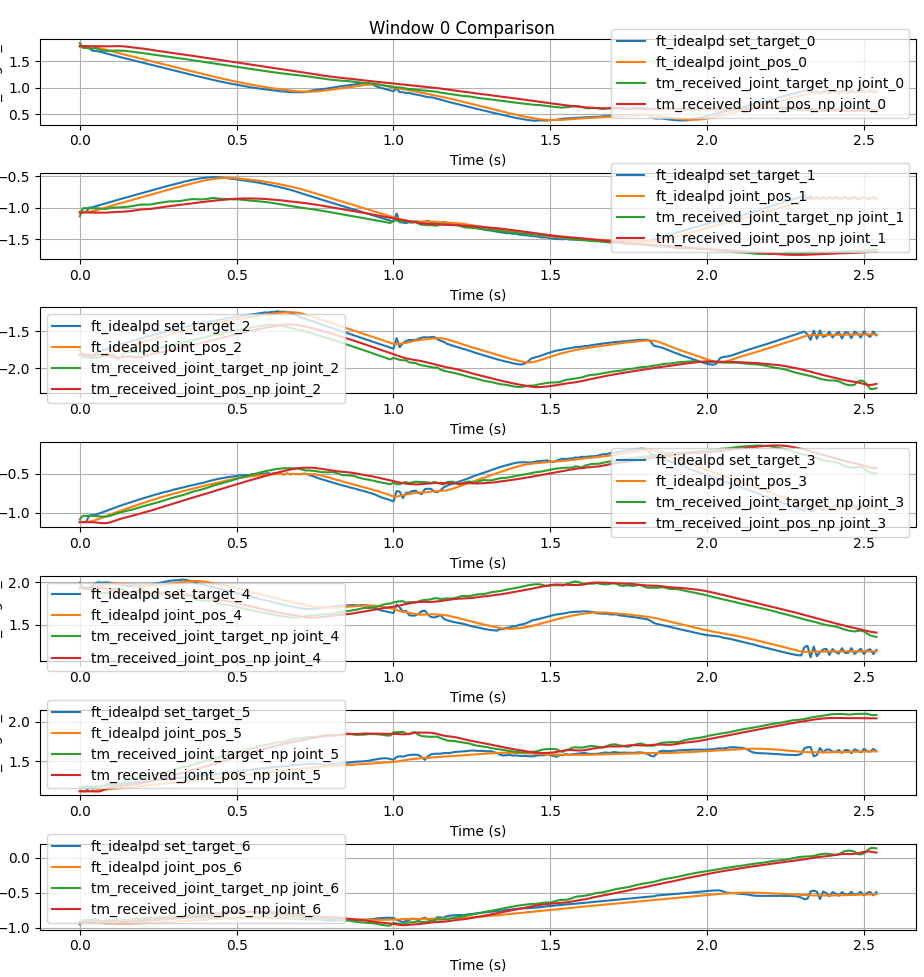 Window 0 Comparison
1.5
1.0
0.5
ft_idealpd set_target_0
ft_idealpd joint_pos_0
tm_received_joint_target_np joint_0
tm_received_joint_pos_np joint_0
0.0 0.5 1.0 1.5 2.0 2.5
Time (s)
−0.5
−1.0
−1.5
ft_idealpd set_target_1
ft_idealpd joint_pos_1
tm_received_joint_target_np joint_1
tm_received_joint_pos_np joint_1
0.0 0.5 1.0 1.5 2.0 2.5
Time (s)
−1.5
−2.0
ft_idealpd set_target_2
ft_idealpd joint_pos_2
tm_received_joint_target_np joint_2
tm_received_joint_pos_np joint_2
0.0 0.5 1.0 1.5 2.0 2.5
Time (s)
−0.5
−1.0
ft_idealpd set_target_3
ft_idealpd joint_pos_3
tm_received_joint_target_np joint_3
tm_received_joint_pos_np joint_3
0.0 0.5 1.0 1.5 2.0 2.5
Time (s)
2.0
1.5
ft_idealpd set_target_4
ft_idealpd joint_pos_4
tm_received_joint_target_np joint_4
tm_received_joint_pos_np joint_4
0.0 0.5 1.0 1.5 2.0 2.5
Time (s)
2.0
1.5
ft_idealpd set_target_5
ft_idealpd joint_pos_5
tm_received_joint_target_np joint_5
tm_received_joint_pos_np joint_5
0.0 0.5 1.0 1.5 2.0 2.5
Time (s)
0.0
−0.5
−1.0
ft_idealpd set_target_6
ft_idealpd joint_pos_6
tm_received_joint_target_np joint_6
tm_received_joint_pos_np joint_6
0.0 0.5 1.0 1.5 2.0 2.5
Time (s)